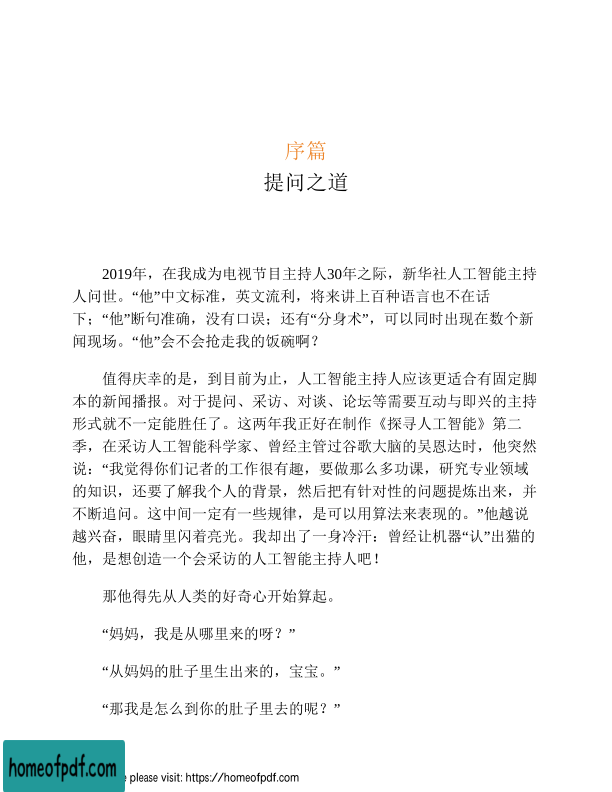 序篇
提问之道
2019年，在我成为电视节目主持人30年之际，新华社人工智能主持
人问世。“他”中文标准，英文流利，将来讲上百种语言也不在话
下；“他”断句准确，没有口误；还有“分身术”，可以同时出现在数个新
闻现场。“他”会不会抢走我的饭碗啊？
值得庆幸的是，到目前为止，人工智能主持人应该更适合有固定脚
本的新闻播报。对于提问、采访、对谈、论坛等需要互动与即兴的主持
形式就不一定能胜任了。这两年我正好在制作《探寻人工智能》第二
季，在采访人工智能科学家、曾经主管过谷歌大脑的吴恩达时，他突然
说：“我觉得你们记者的工作很有趣，要做那么多功课，研究专业领域
的知识，还要了解我个人的背景，然后把有针对性的问题提炼出来，并
不断追问。这中间一定有一些规律，是可以用算法来表现的。”他越说
越兴奋，眼睛里闪着亮光。我却出了一身冷汗：曾经让机器“认”出猫的
他，是想创造一个会采访的人工智能主持人吧！
那他得先从人类的好奇心开始算起。
“妈妈，我是从哪里来的呀？”
“从妈妈的肚子里生出来的，宝宝。”
“那我是怎么到你的肚子里去的呢？”
homeofpdf.com
e please visit: https://homeofpdf.com